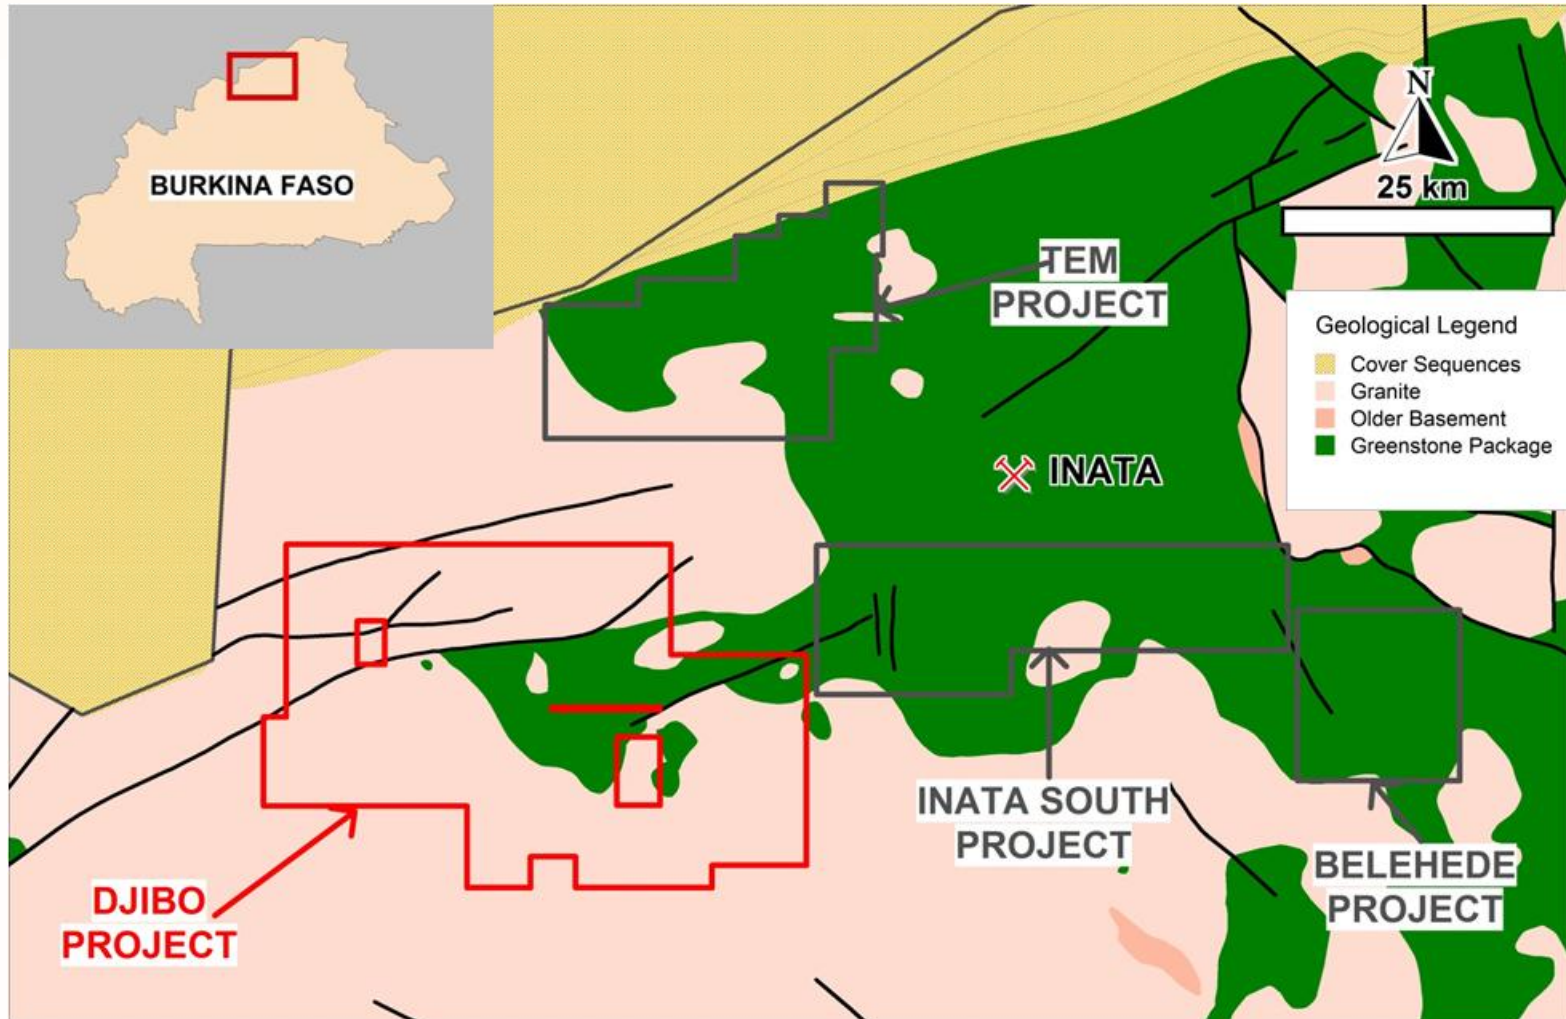 BURKINA FASO
N
25 km
TEM
PROJECT
Geological Legend
Cover Sequences
Granite
Older Basement
Greenstone Package
INATA
INATA SOUTH
PROJECT
BELEHEDE
PROJECT
DJIBO
PROJECT